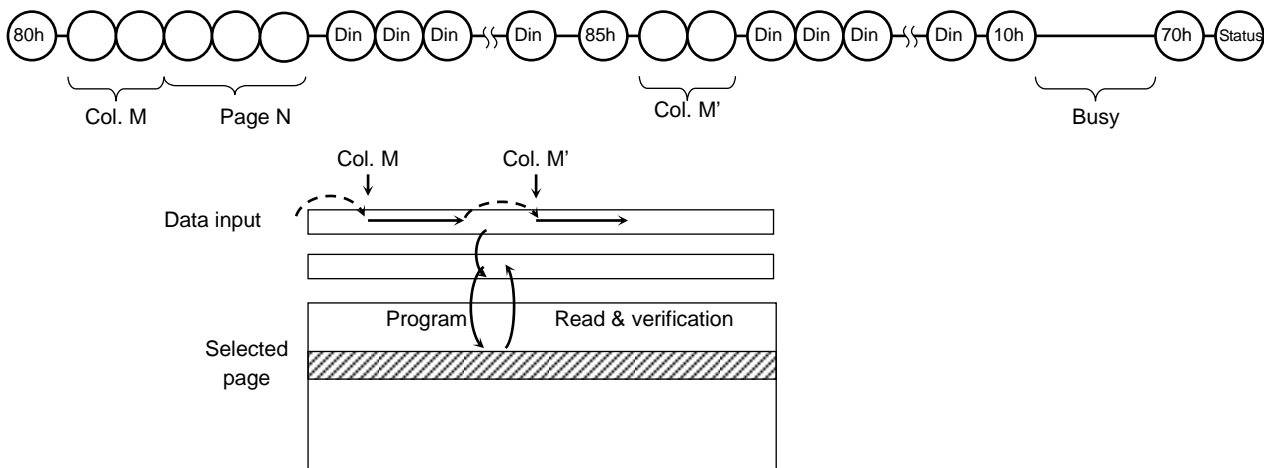 80h Din Din Din Din 85h Din Din Din Din 10h 70h Status
Col. M Page N Col. M’ Busy
Col. M Col. M’
Data input
Program Read & verification
Selected
page